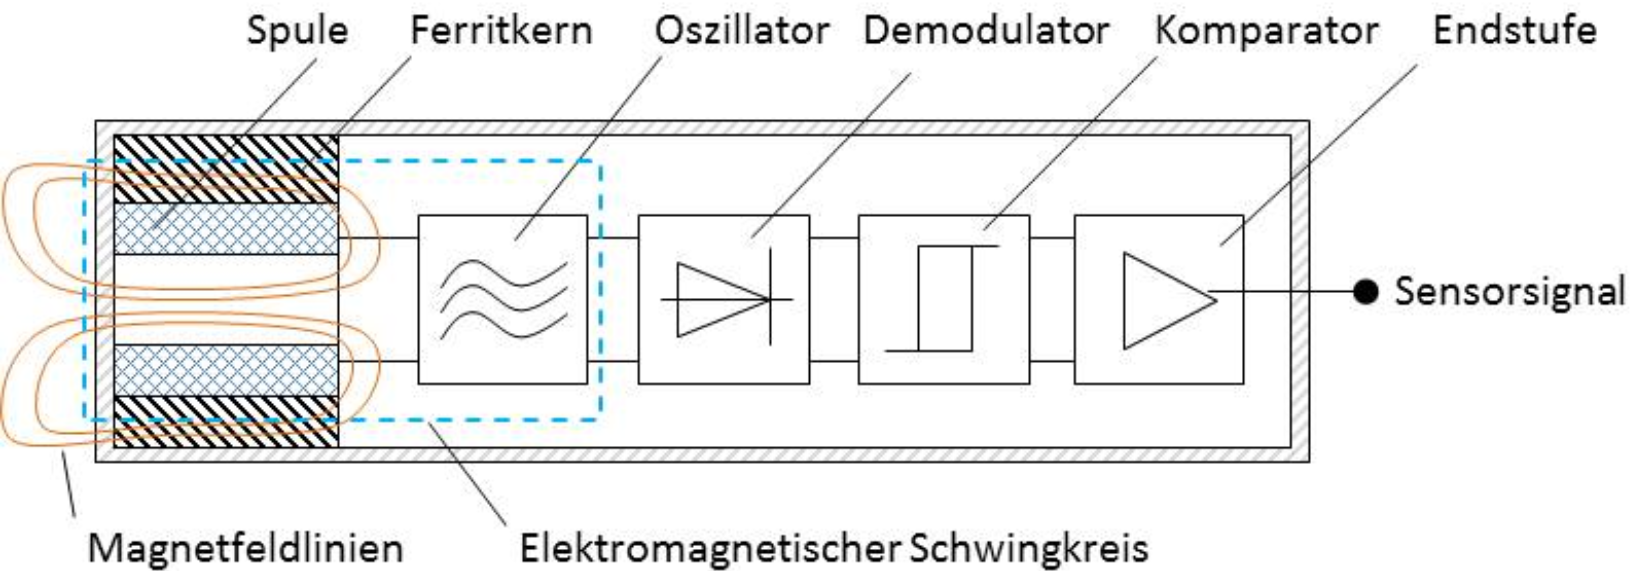 Spule Ferritkern Oszillator Demodulator Komparator Endstufe
Sensorsignal
Magnetfeldlinien Elektromagnetischer Schwingkreis